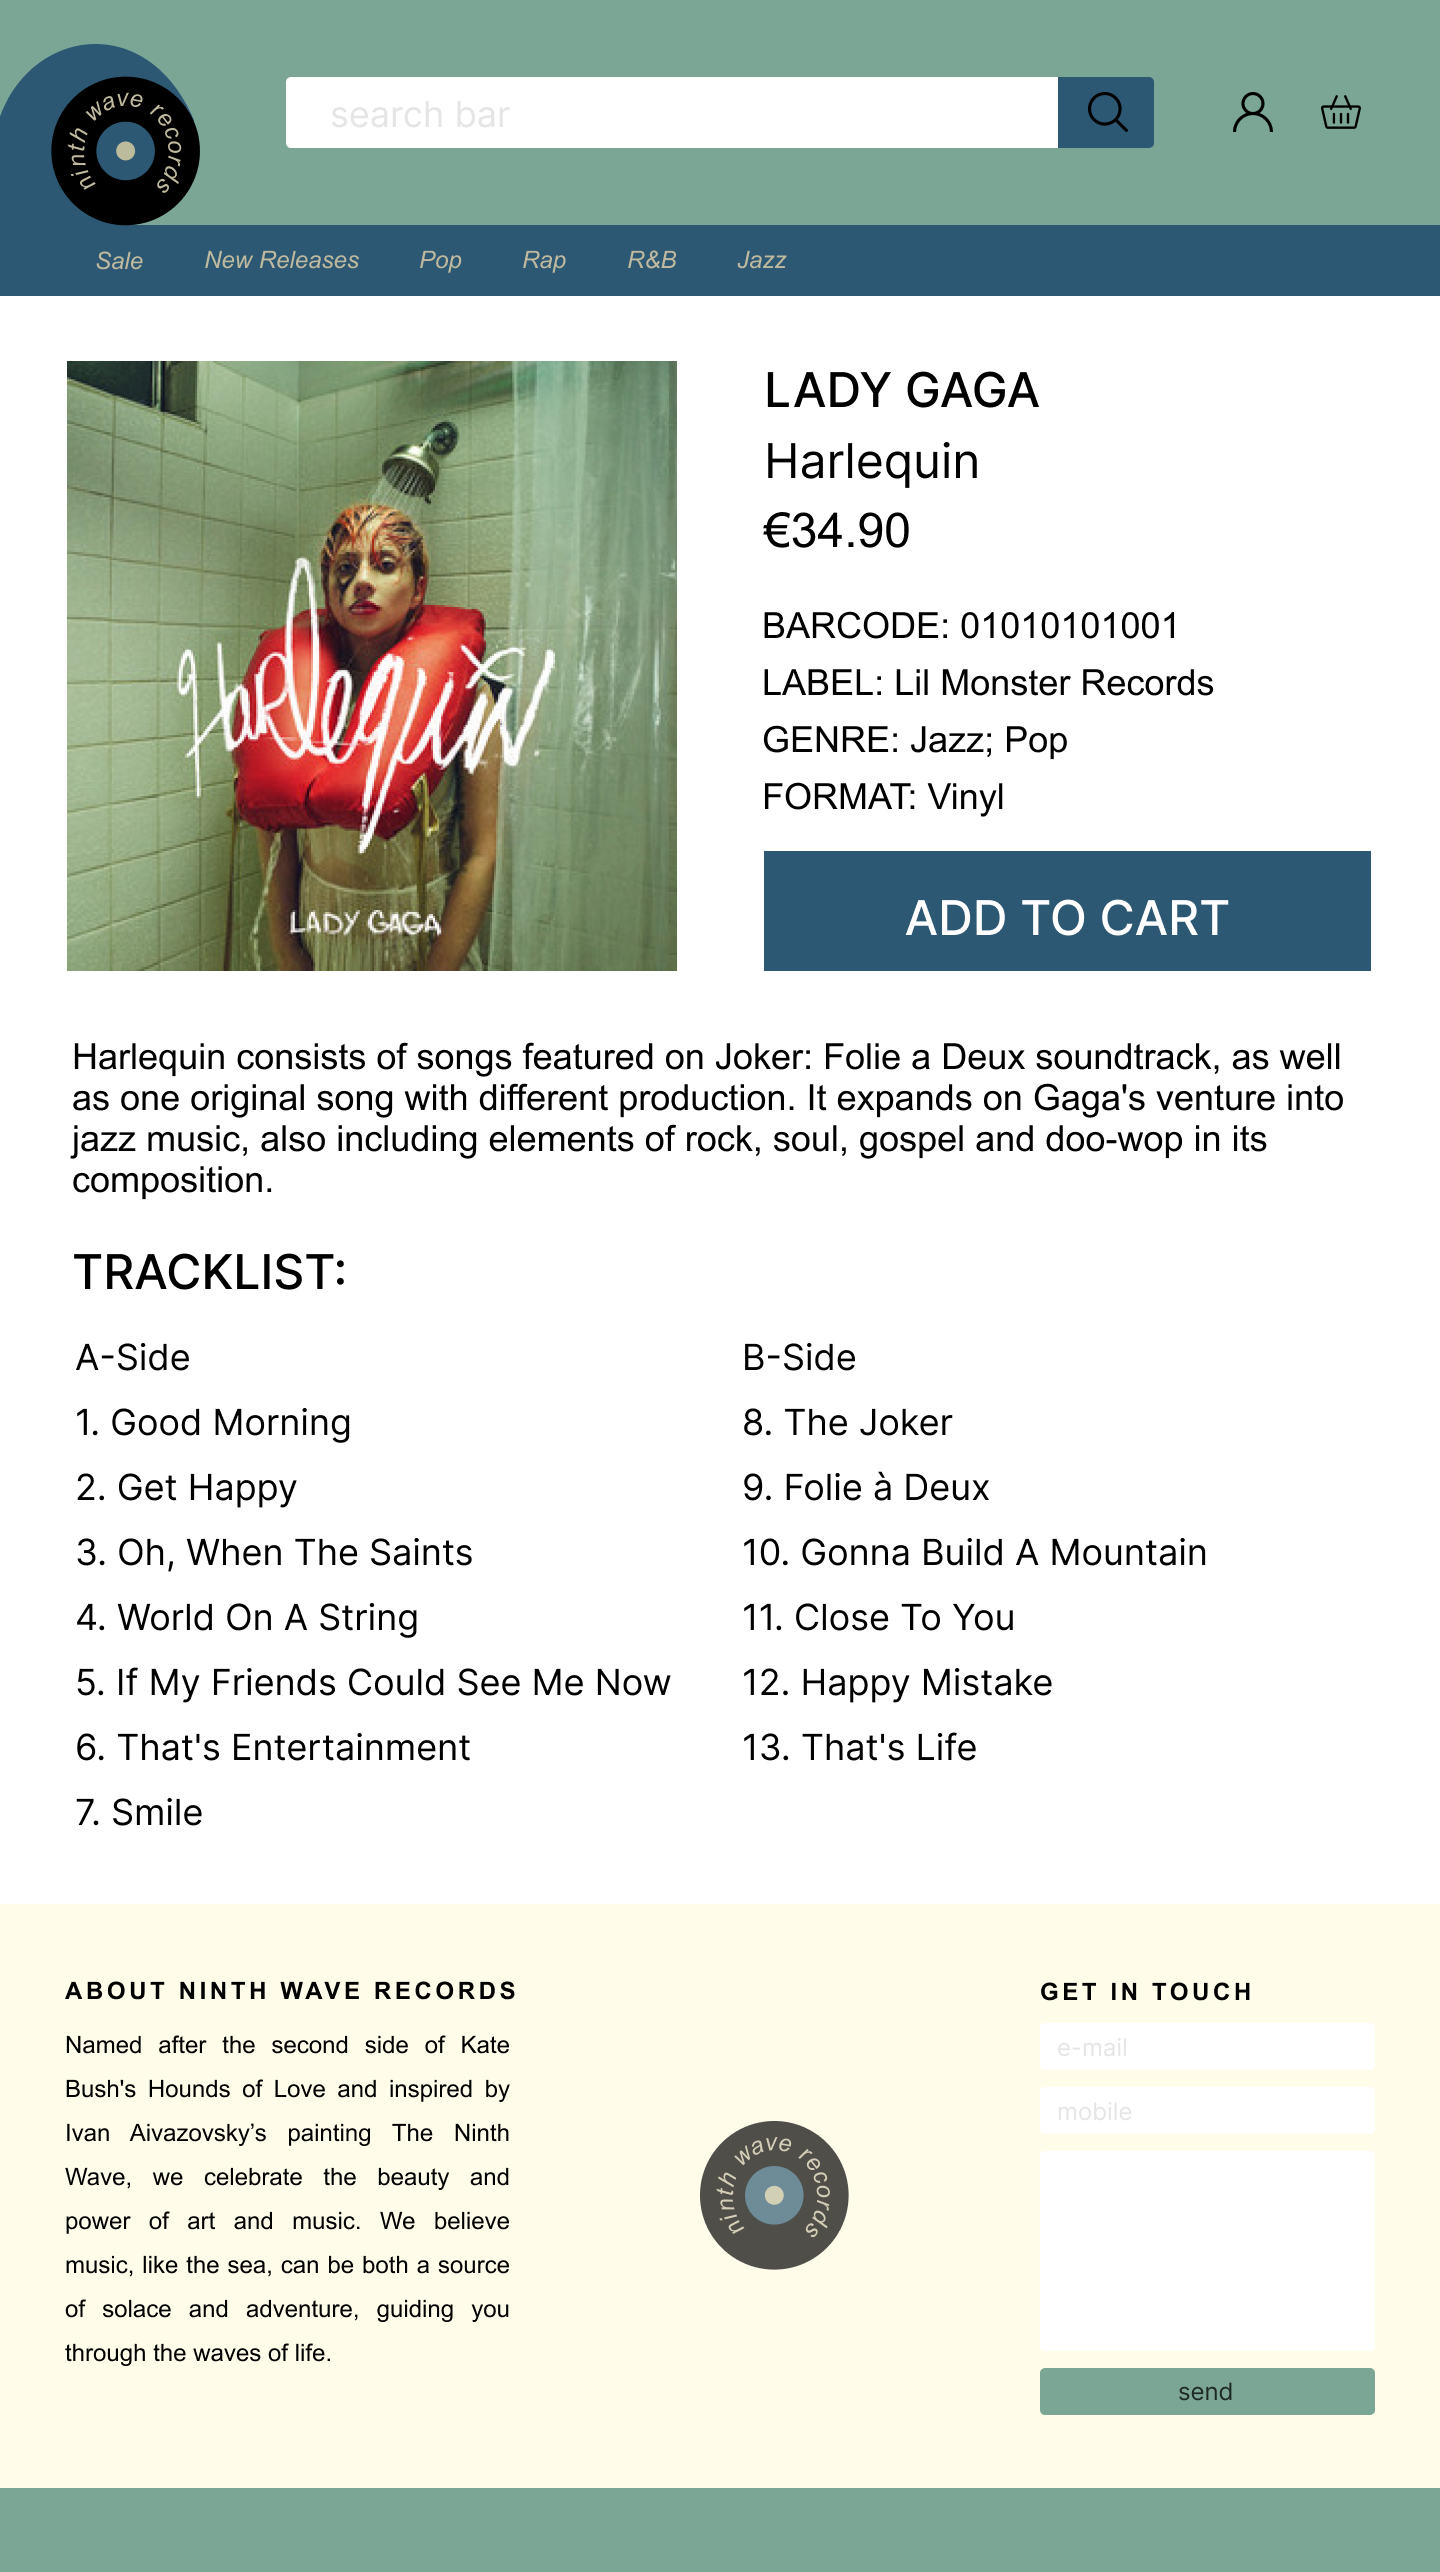 ninth wave records
search bar
Sale New Releases Pop Rap R&B Jazz
Harlequin
LADY GAGA
LADY GAGA
Harlequin
€34.90
BARCODE: 01010101001
LABEL: Lil Monster Records
GENRE: Jazz; Pop
FORMAT: Vinyl
ADD TO CART
Harlequin consists of songs featured on Joker: Folie a Deux soundtrack, as well
as one original song with different production. It expands on Gaga's venture into
jazz music, also including elements of rock, soul, gospel and doo-wop in its
composition.
TRACKLIST:
A-Side
1. Good Morning
2. Get Happy
3. Oh, When The Saints
4. World On A String
5. If My Friends Could See Me Now
6. That's Entertainment
7. Smile
B-Side
8. The Joker
9. Folie à Deux
10. Gonna Build A Mountain
11. Close To You
12. Happy Mistake
13. That's Life
ABOUT NINTH WAVE RECORDS
Named after the second side of Kate
Bush's Hounds of Love and inspired by
Ivan Aivazovsky’s painting The Ninth
Wave, we celebrate the beauty and
power of art and music. We believe
music, like the sea, can be both a source
of solace and adventure, guiding you
through the waves of life.
ninth wave records
GET IN TOUCH
e-mail
mobile
send